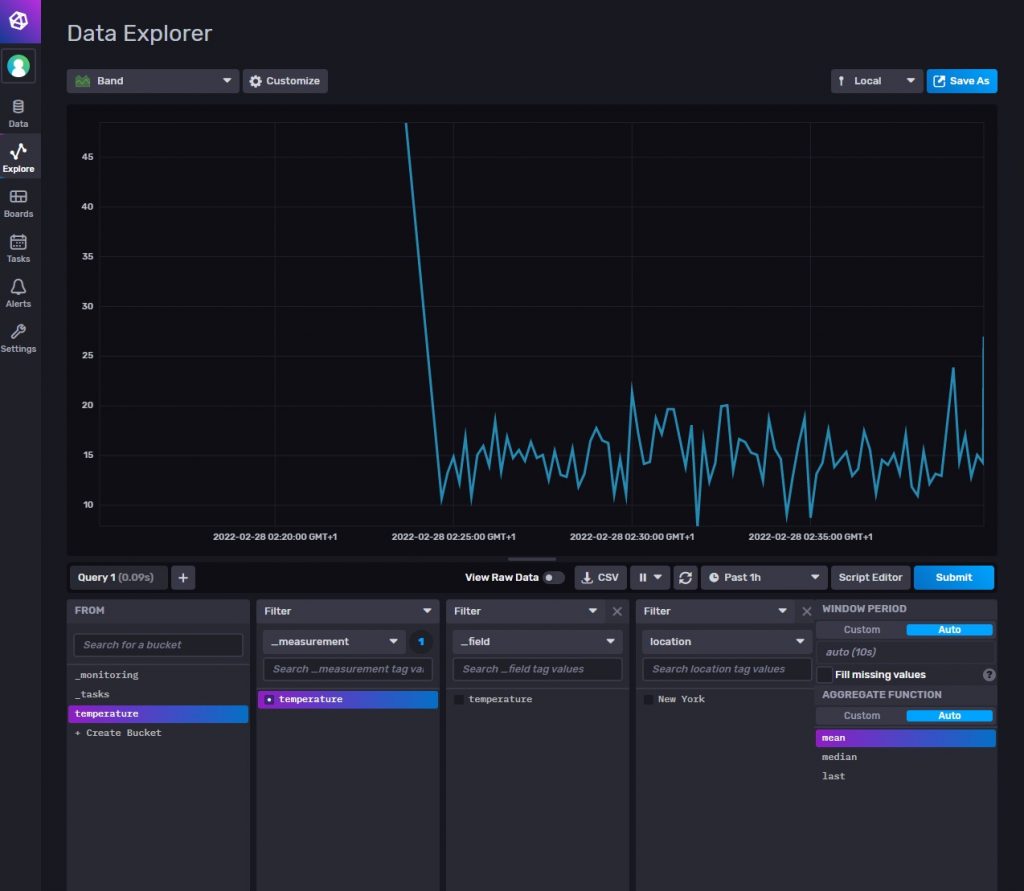 Data Explorer
Band
Customize
Local
Save As
Data
Explore
Boards
Tasks
Alerts
Settings
45
40
35
30
25
20
15
10
2022-02-28 02:20:00 GMT+1
2022-02-28 02:25:00 GMT+1
2022-02-28 02:30:00 GMT+1
2022-02-28 02:35:00 GMT+1
Query 1 (0.09s)
+
View Raw Data
CSV
Past 1h
Script Editor
Submit
FROM
Search for a bucket
_monitoring
_tasks
temperature
+ Create Bucket
Filter
_measurement
1
Search _measurement tag va
temperature
Filter
_field
Search _field tag values
temperature
Filter
location
Search location tag values
New York
WINDOW PERIOD
Custom
Auto
auto (10s)
Fill missing values
?
AGGREGATE FUNCTION
Custom
Auto
mean
median
last